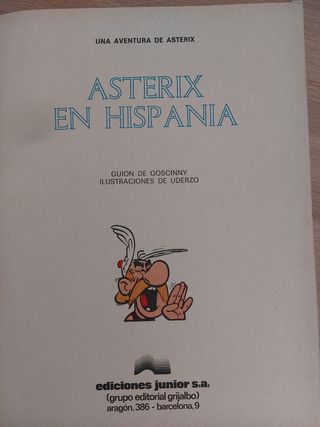 UNA AVENTURA DE ASTERIX
ASTERIX
EN HISPANIA
GUION DE GOSCINNY
ILUSTRACIONES DE UDERZO
ediciones junior s.a.
(grupo editorial grijalbo)
aragón, 386 - barcelona, 9